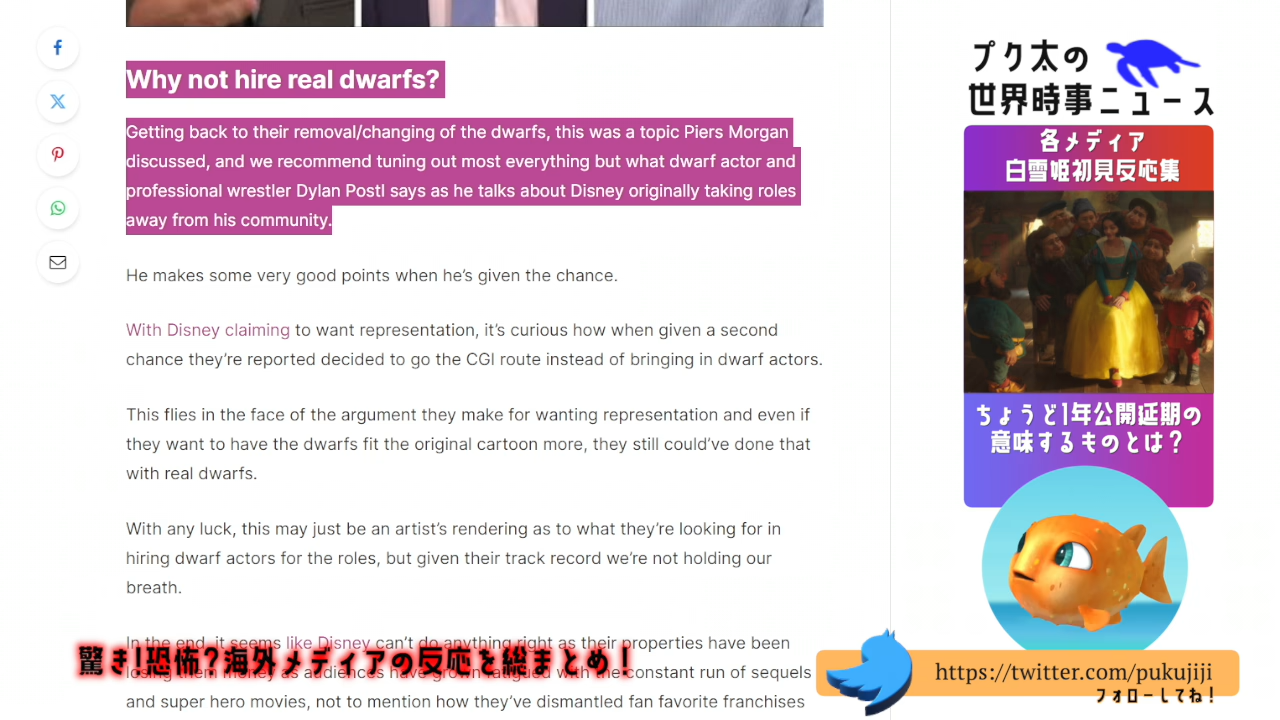 Why not hire real dwarfs?
Getting back to their removal/changing of the dwarfs, this was a topic Piers Morgan
discussed, and we recommend tuning out most everything but what dwarf actor and
professional wrestler Dylan Postl says as he talks about Disney originally taking roles
away from his community.
He makes some very good points when he's given the chance.
With Disney claiming to want representation, it's curious how when given a second
chance they're reported decided to go the CGI route instead of bringing in dwarf actors.
This flies in the face of the argument they make for wanting representation and even if
they want to have the dwarfs fit the original cartoon more, they still could've done that
with real dwarfs.
With any luck, this may just be an artist's rendering as to what they're looking for in
hiring dwarf actors for the roles, but given their track record we're not holding our
breath.
In the end, it seems like Disney can't do anything right as their properties have been
losing them money as audiences have grown fatigued with the constant run of sequels
and super hero movies, not to mention how they've dismantled fan favorite franchises
驚き!恐怖?海外メディアの反応を総まとめ!
プク太の
世界時事ニュース
各メディア
白雪姫初見反応集
ちょうど1年公開延期の
意味するものとは?
https://twitter.com/pukujiji
フォローしてね!